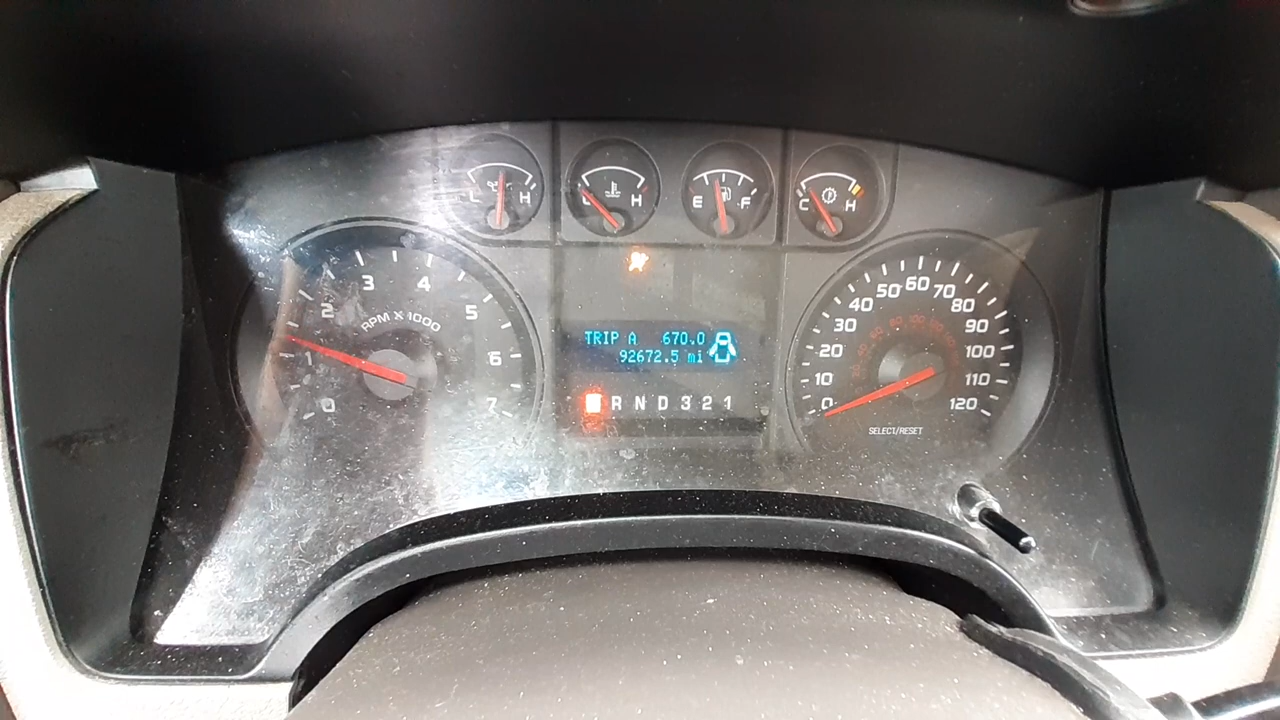 L H
C H
E F
C H
0 1 2 3 4 5 6 7
RPM X 1000
TRIP A 670.0
92672.5 mi
R N D 3 2 1
0 10 20 30 40 50 60 70 80 90 100 110 120
SELECT/RESET